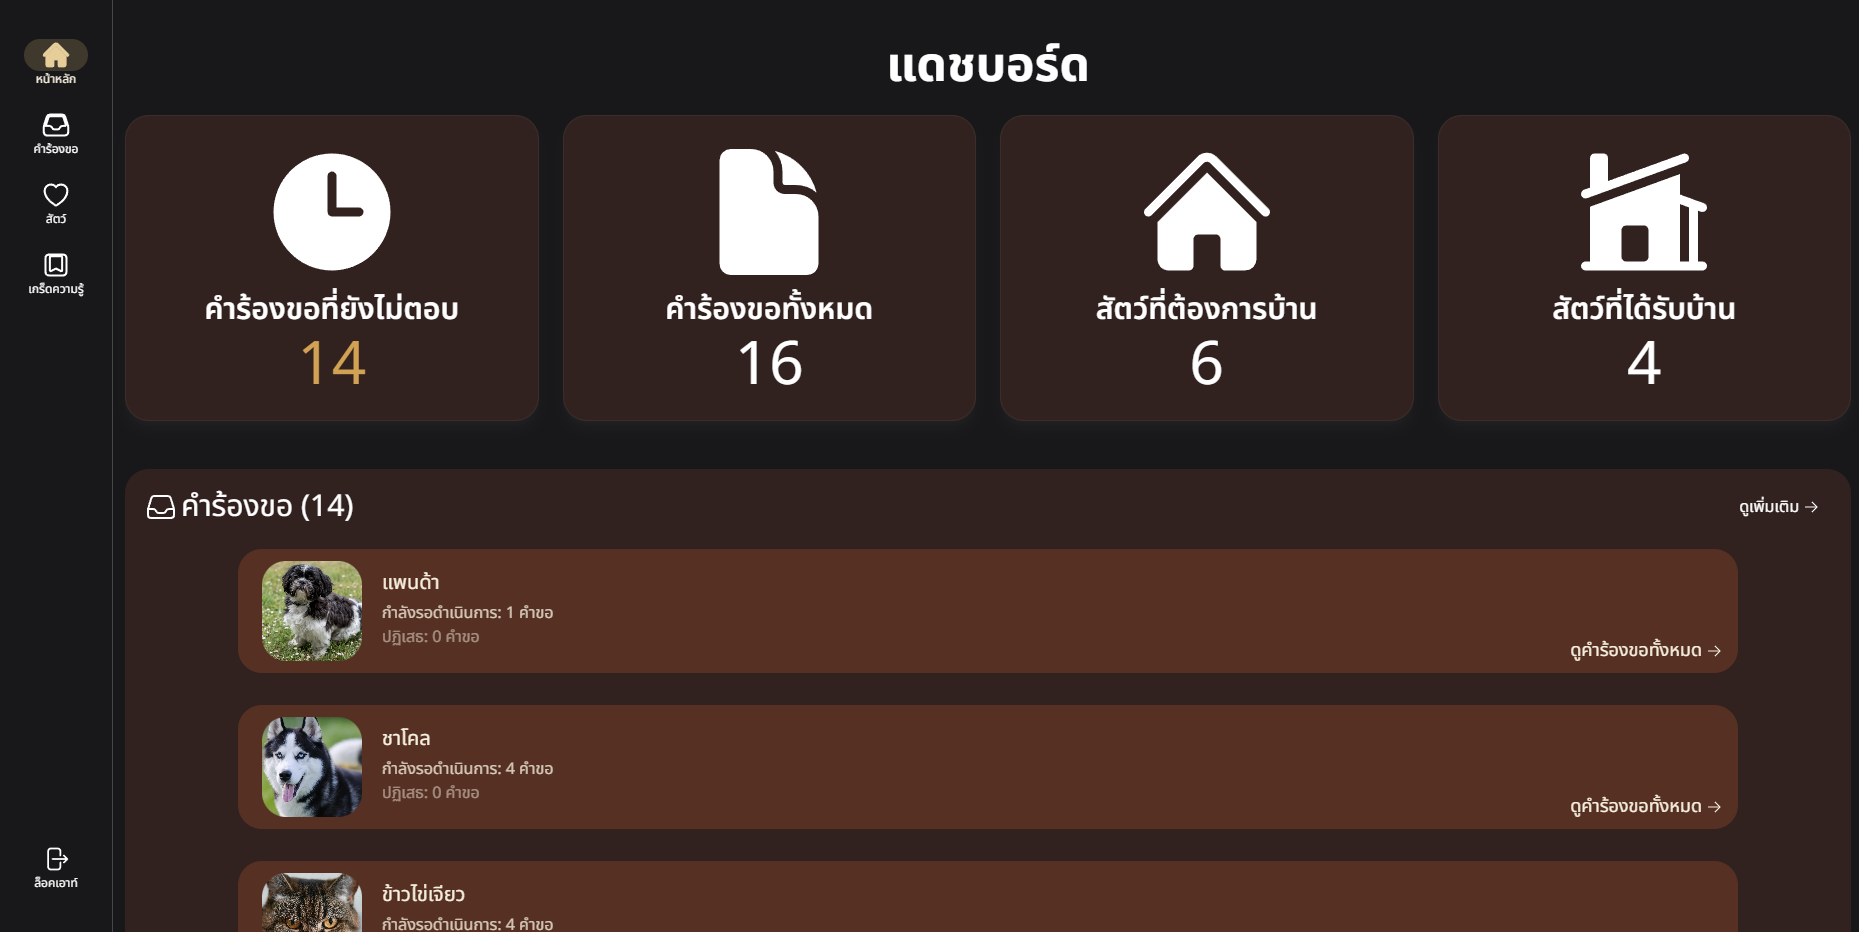 หน้าหลัก
คำร้องขอ
สัตว์
เกร็ดความรู้
ล็อคเอาท์
แดชบอร์ด
คำร้องขอที่ยังไม่ตอบ
14
คำร้องขอทั้งหมด
16
สัตว์ที่ต้องการบ้าน
6
สัตว์ที่ได้รับบ้าน
4
คำร้องขอ (14)
ดูเพิ่มเติม →
แพนด้า
กำลังรอดำเนินการ: 1 คำขอ
ปฏิเสธ: 0 คำขอ
ดูคำร้องขอทั้งหมด →
ชาโคล
กำลังรอดำเนินการ: 4 คำขอ
ปฏิเสธ: 0 คำขอ
ดูคำร้องขอทั้งหมด →
ข้าวไข่เจียว
กำลังรอดำเนินการ: 4 คำขอ